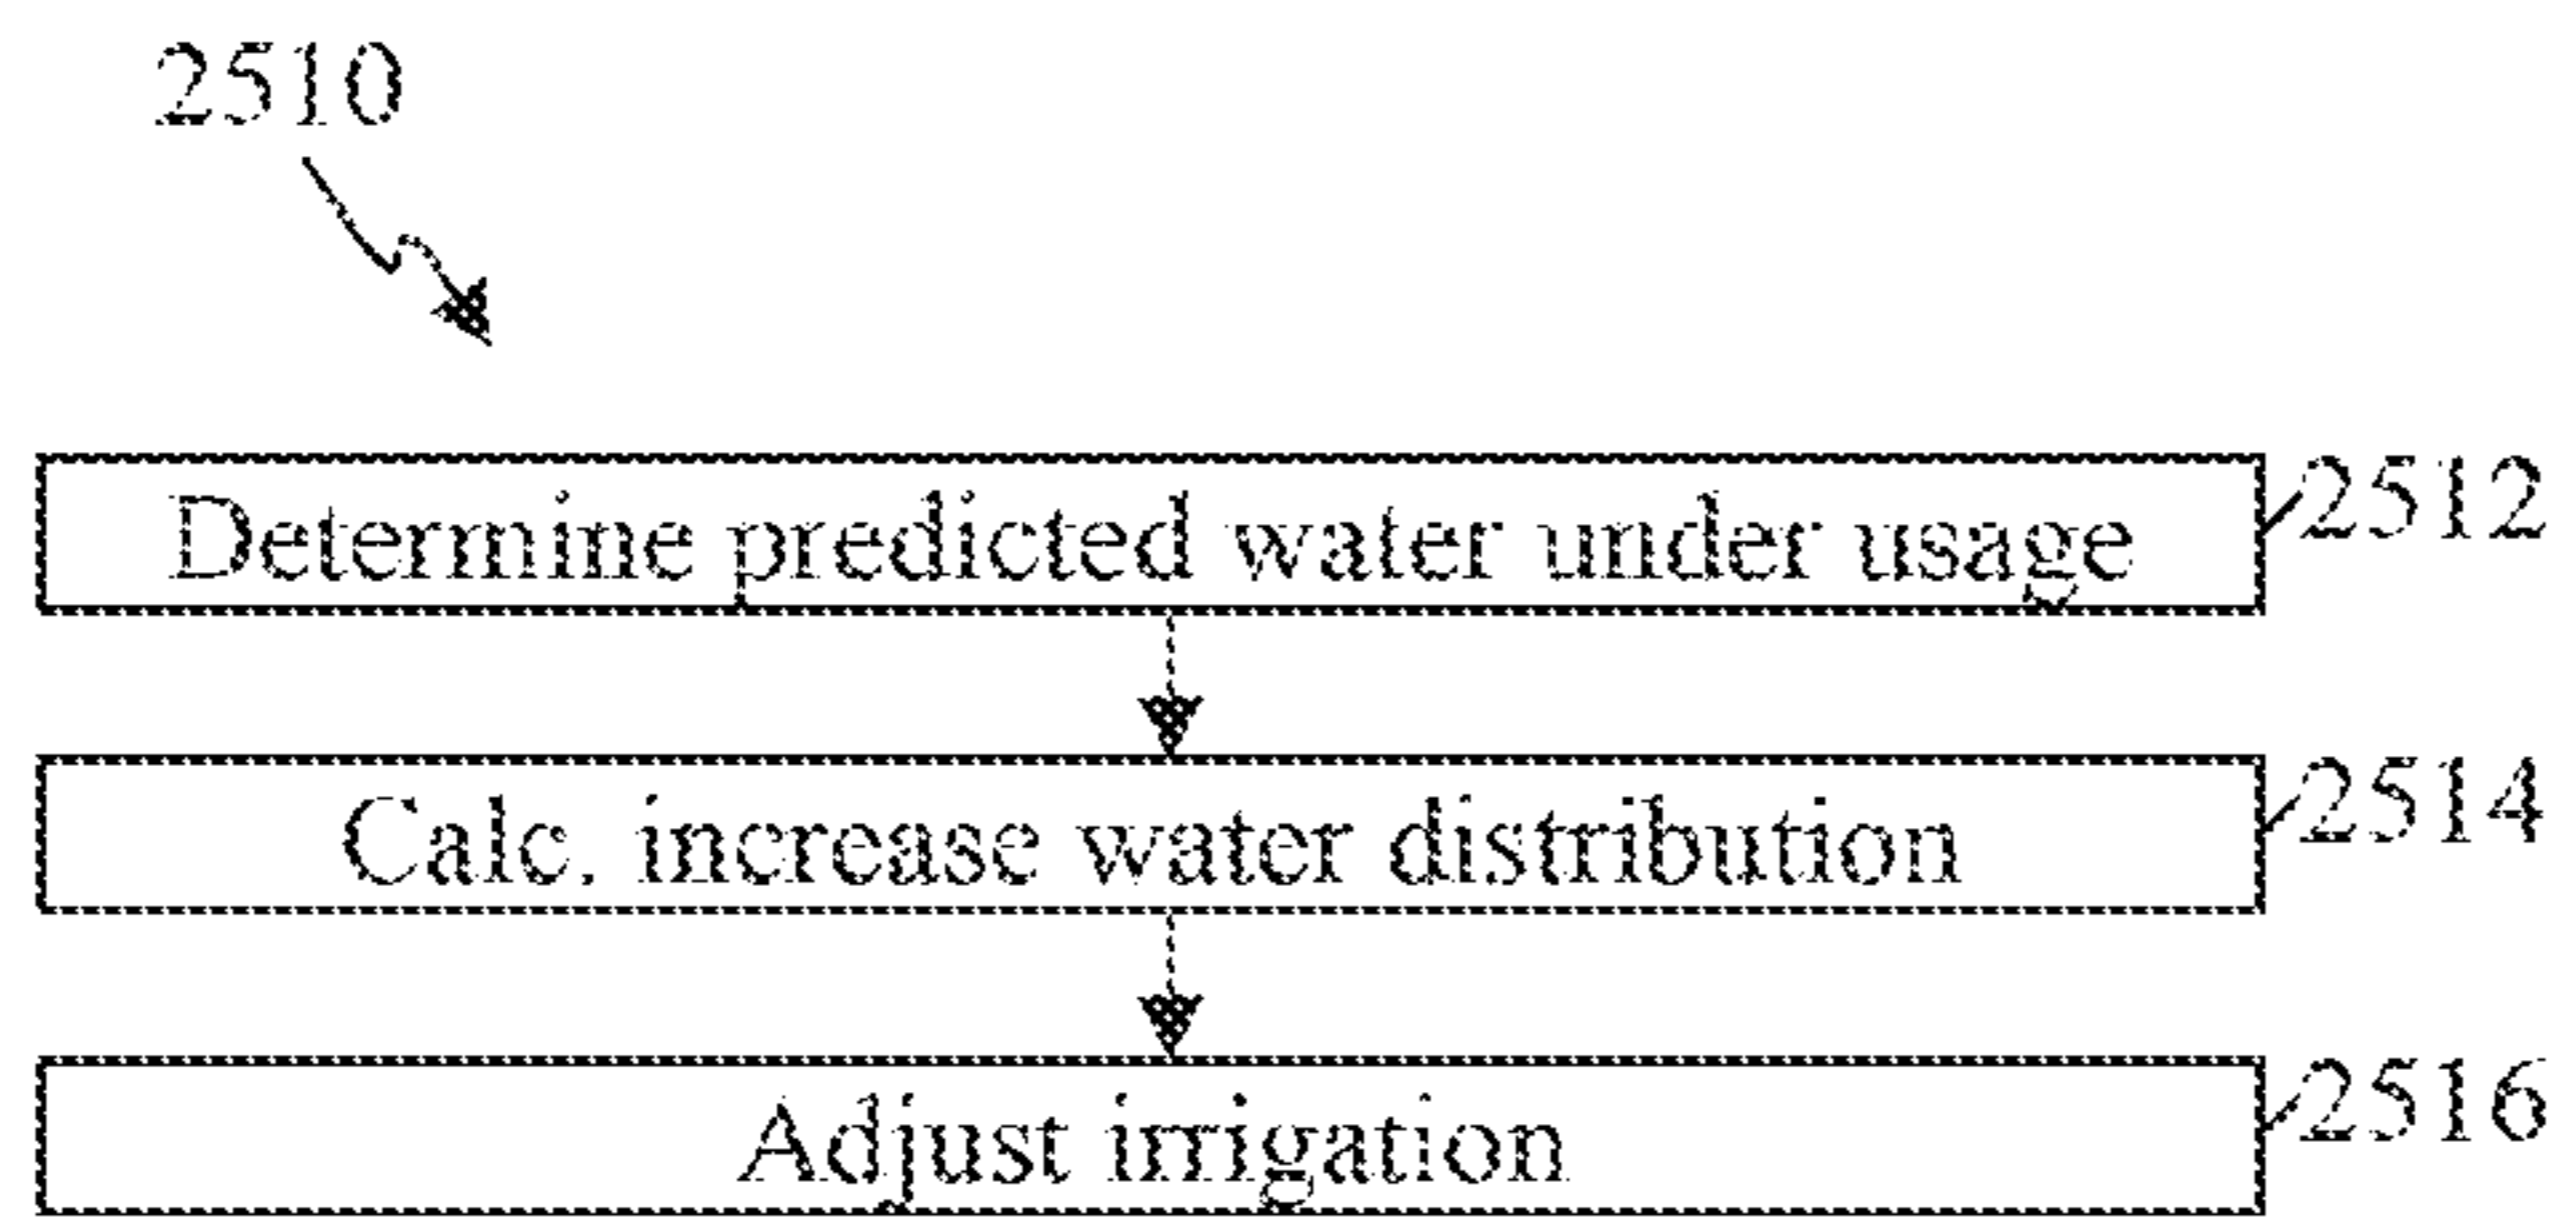 2510
Determine predicted water under usage 2512
Calc. increase water distribution 2514
Adjust irrigation 2516